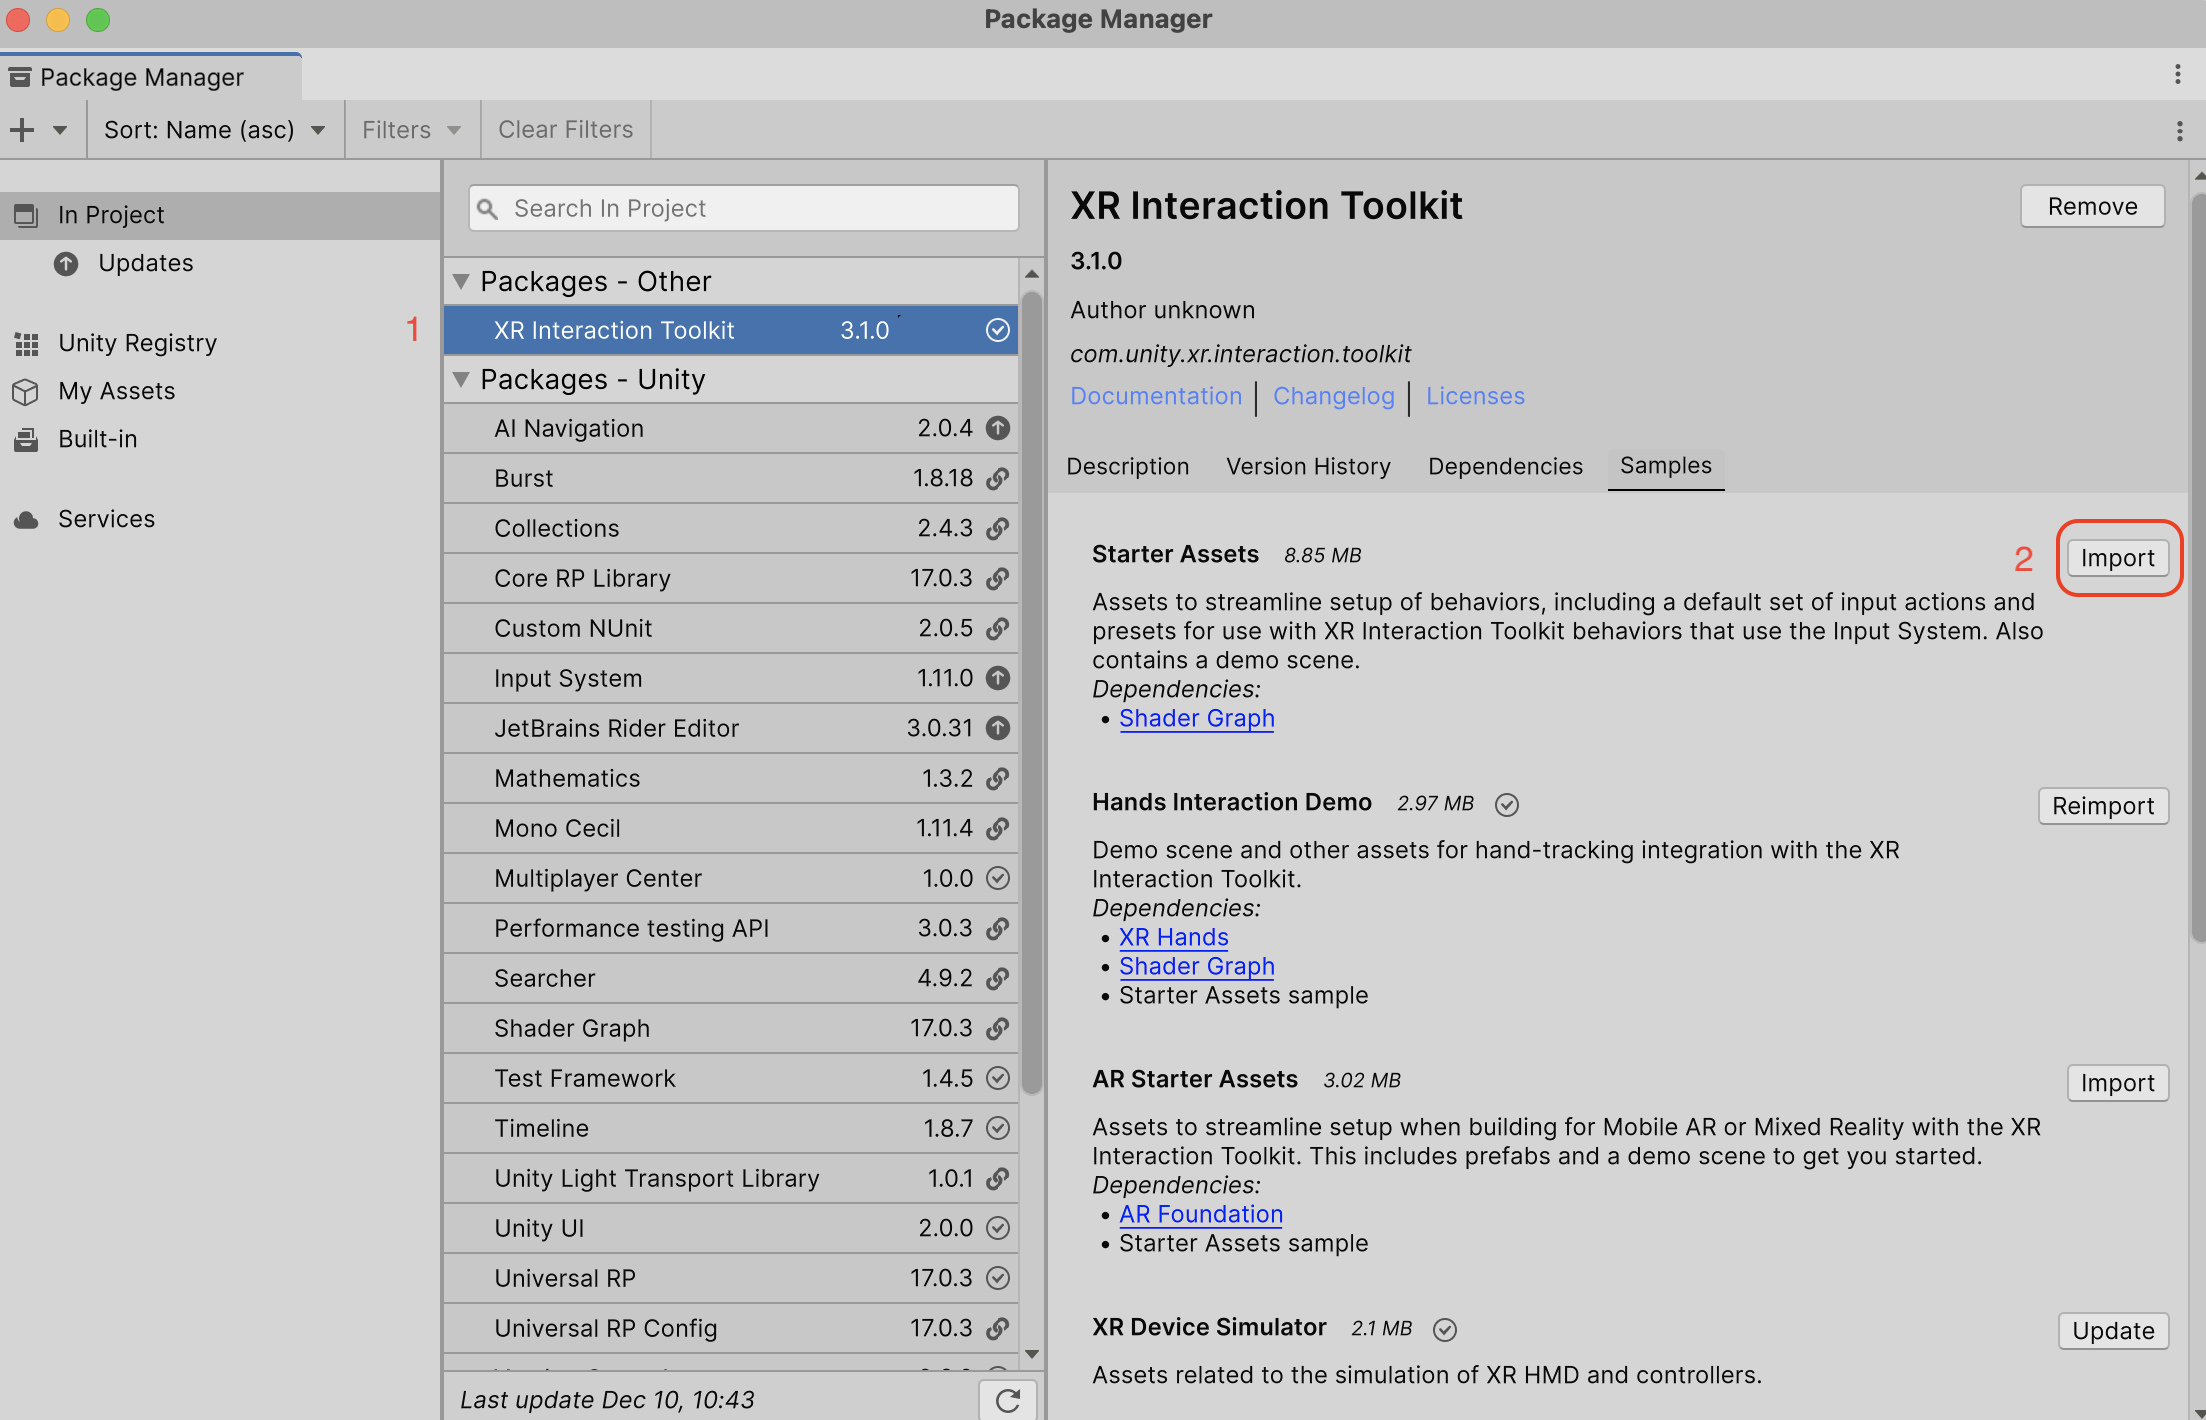 Package Manager
Package Manager
Sort: Name (asc)
Filters
Clear Filters
In Project
Updates
Unity Registry
My Assets
Built-in
Services
1
Search In Project
Packages - Other
XR Interaction Toolkit 3.1.0
Packages - Unity
AI Navigation 2.0.4
Burst 1.8.18
Collections 2.4.3
Core RP Library 17.0.3
Custom NUnit 2.0.5
Input System 1.11.0
JetBrains Rider Editor 3.0.31
Mathematics 1.3.2
Mono Cecil 1.11.4
Multiplayer Center 1.0.0
Performance testing API 3.0.3
Searcher 4.9.2
Shader Graph 17.0.3
Test Framework 1.4.5
Timeline 1.8.7
Unity Light Transport Library 1.0.1
Unity UI 2.0.0
Universal RP 17.0.3
Universal RP Config 17.0.3
Last update Dec 10, 10:43
XR Interaction Toolkit
Remove
3.1.0
Author unknown
com.unity.xr.interaction.toolkit
Documentation | Changelog | Licenses
Description Version History Dependencies Samples
Starter Assets 8.85 MB
2
Import
Assets to streamline setup of behaviors, including a default set of input actions and
presets for use with XR Interaction Toolkit behaviors that use the Input System. Also
contains a demo scene.
Dependencies:
• Shader Graph
Hands Interaction Demo 2.97 MB
Reimport
Demo scene and other assets for hand-tracking integration with the XR
Interaction Toolkit.
Dependencies:
• XR Hands
• Shader Graph
• Starter Assets sample
AR Starter Assets 3.02 MB
Import
Assets to streamline setup when building for Mobile AR or Mixed Reality with the XR
Interaction Toolkit. This includes prefabs and a demo scene to get you started.
Dependencies:
• AR Foundation
• Starter Assets sample
XR Device Simulator 2.1 MB
Update
Assets related to the simulation of XR HMD and controllers.